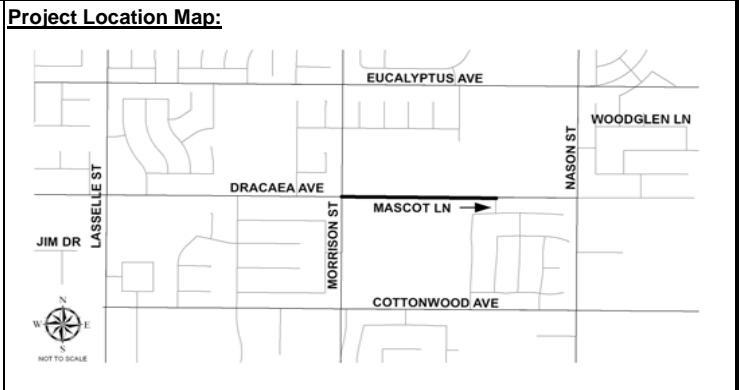 Project Location Map:
EUCALYPTUS AVE
WOODGLEN LN
NASON ST
LASSELLE ST
DRACAEA AVE
MASCOT LN
MORRISON ST
JIM DR
COTTONWOOD AVE
N
W E
S
NOT TO SCALE